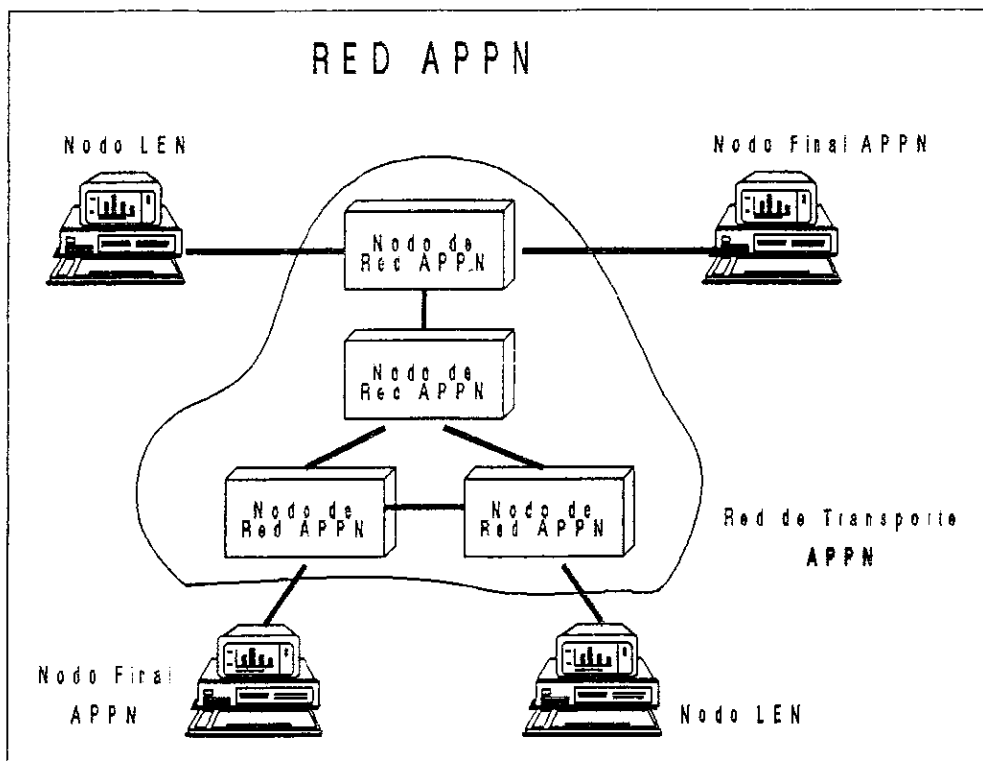 RED APPN
Nodo LEN
Nodo Final APPN
Nodo de
Red APPN
Nodo de
Red APPN
Nodo de
Red APPN
Nodo de
Red APPN
Red de Transporte
APPN
Nodo Final
APPN
Nodo LEN